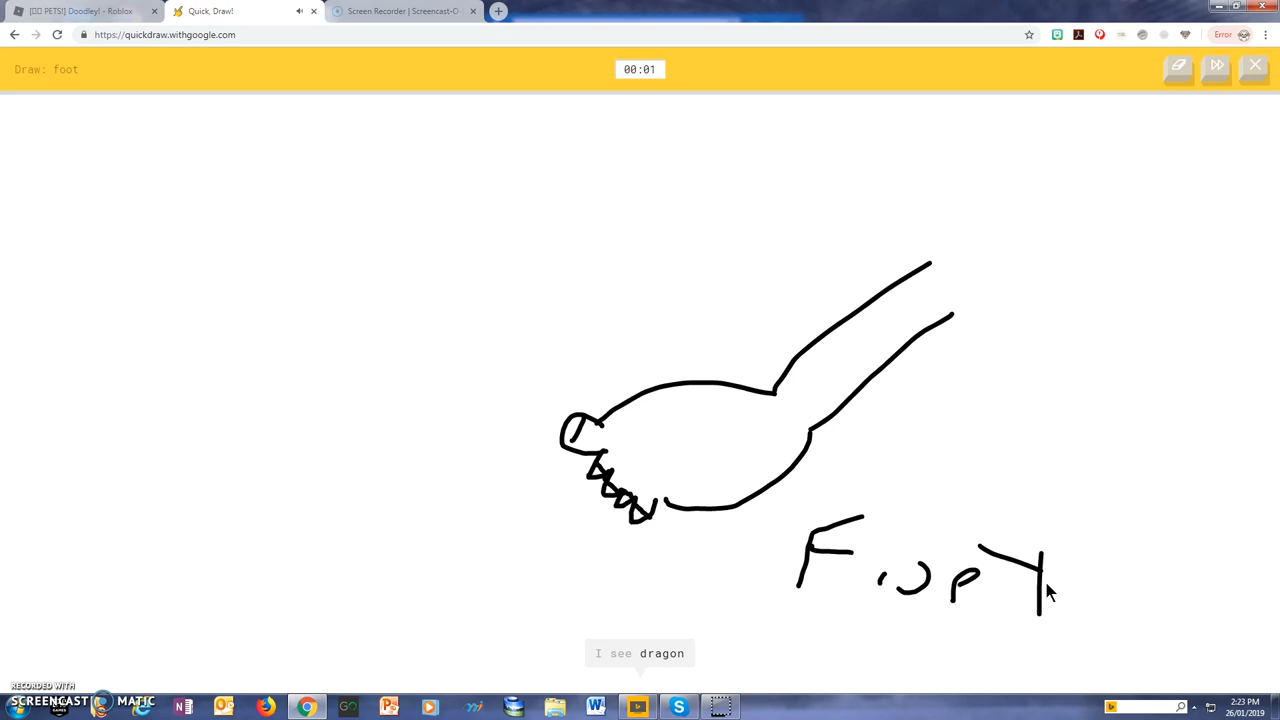 [ PETS!] Doodley! - Roblox
Quick, Draw!
Screen Recorder | Screencast-O-
https://quickdraw.withgoogle.com
Error
Draw: foot
00:01
I see dragon
RECORDED WITH
SCREENCAST MATIC
2:23 PM
26/01/2019